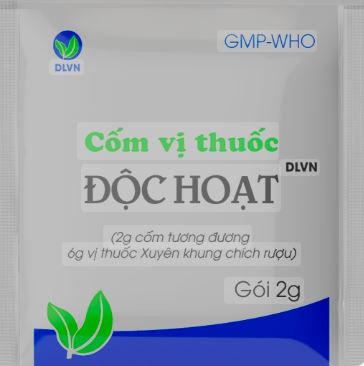 DLVN
GMP-WHO
Cốm vị thuốc
ĐỘC HOẠT DLVN
(2g cốm tương đương
6g vị thuốc Xuyên khung chích rượu)
Gói 2g